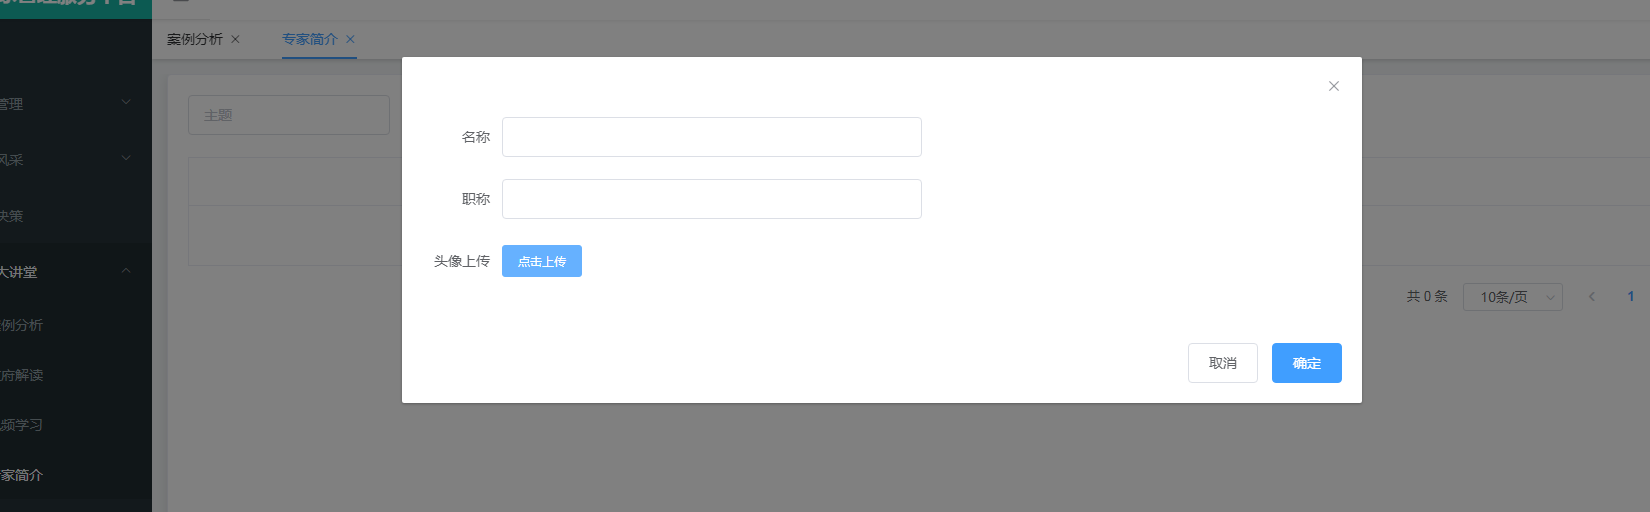 案例分析
专家简介
管理
主题
名称
风采
职称
决策
头像上传 点击上传
大讲堂
共 0 条 10条/页 1
例分析
取消 确定
府解读
频学习
家简介